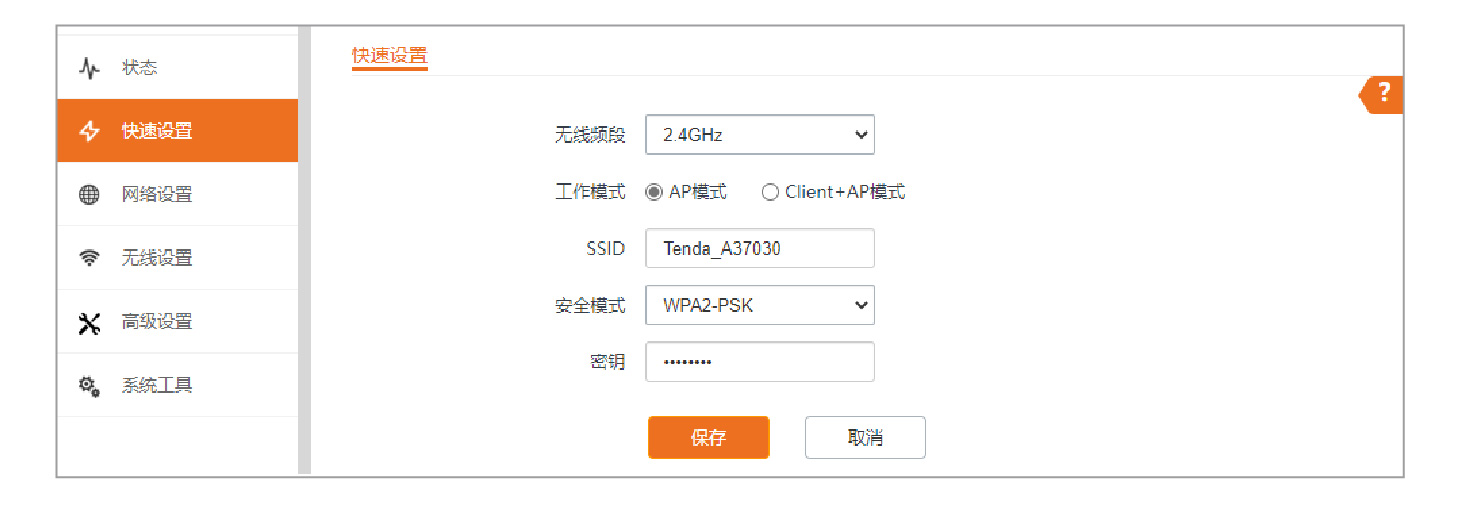 状态
快速设置
网络设置
无线设置
高级设置
系统工具
快速设置
?
无线频段 2.4GHz
工作模式 AP模式 Client+AP模式
SSID Tenda_A37030
安全模式 WPA2-PSK
密钥 ••••••••
保存 取消